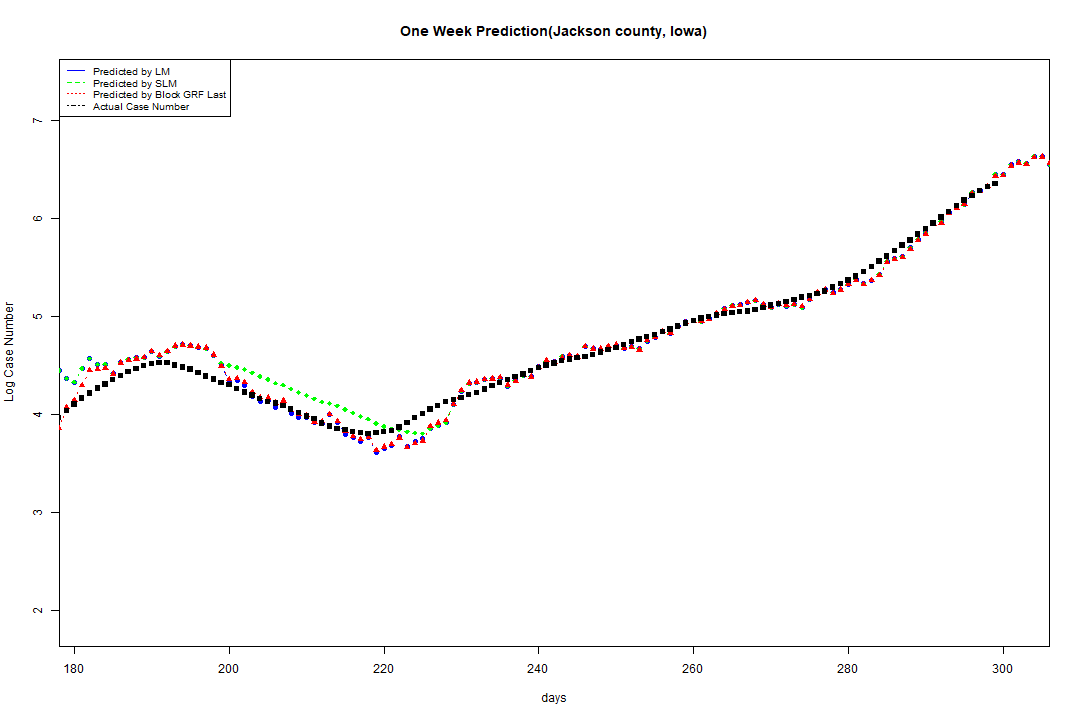 One Week Prediction(Jackson county, Iowa)
Predicted by LM
Predicted by SLM
Predicted by Block GRF Last
Actual Case Number
7
6
5
4
3
2
Log Case Number
180 200 220 240 260 280 300
days